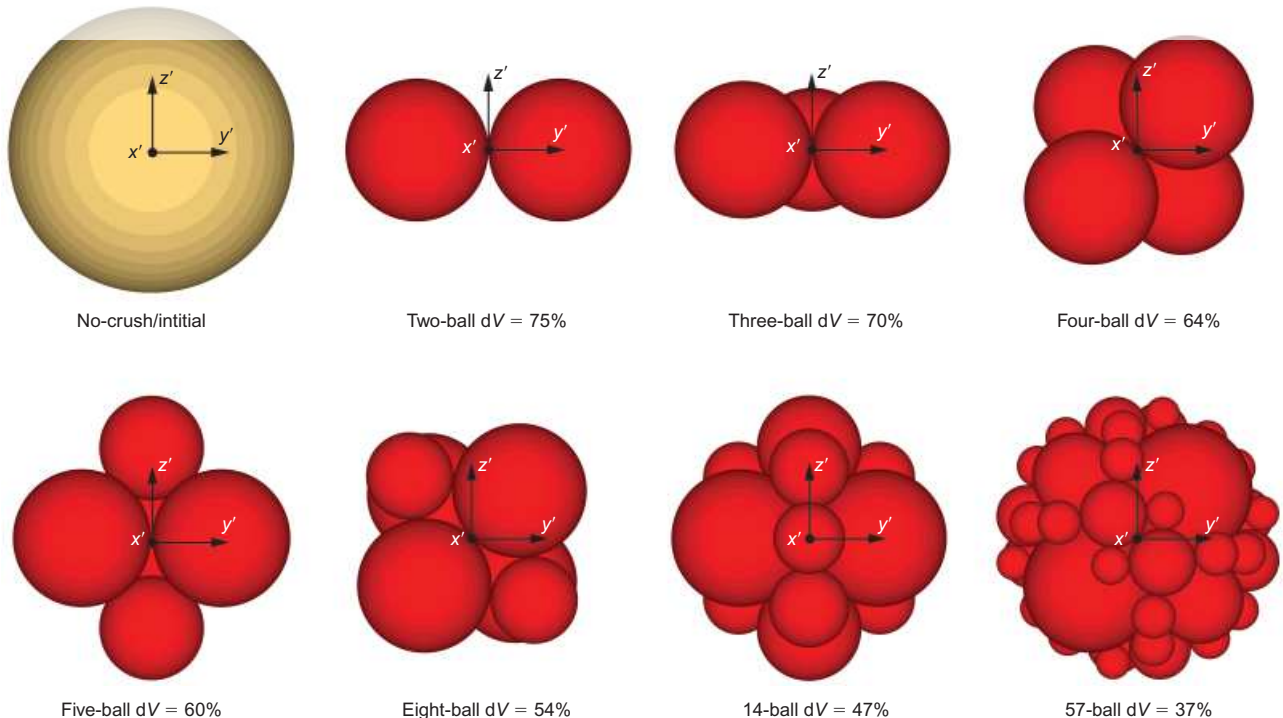 z′
y′
x′
z′
y′
x′
z′
y′
x′
z′
y′
x′
No-crush/intitial
Two-ball dV = 75%
Three-ball dV = 70%
Four-ball dV = 64%
z′
y′
x′
z′
y′
x′
z′
y′
x′
z′
y′
x′
Five-ball dV = 60%
Eight-ball dV = 54%
14-ball dV = 47%
57-ball dV = 37%